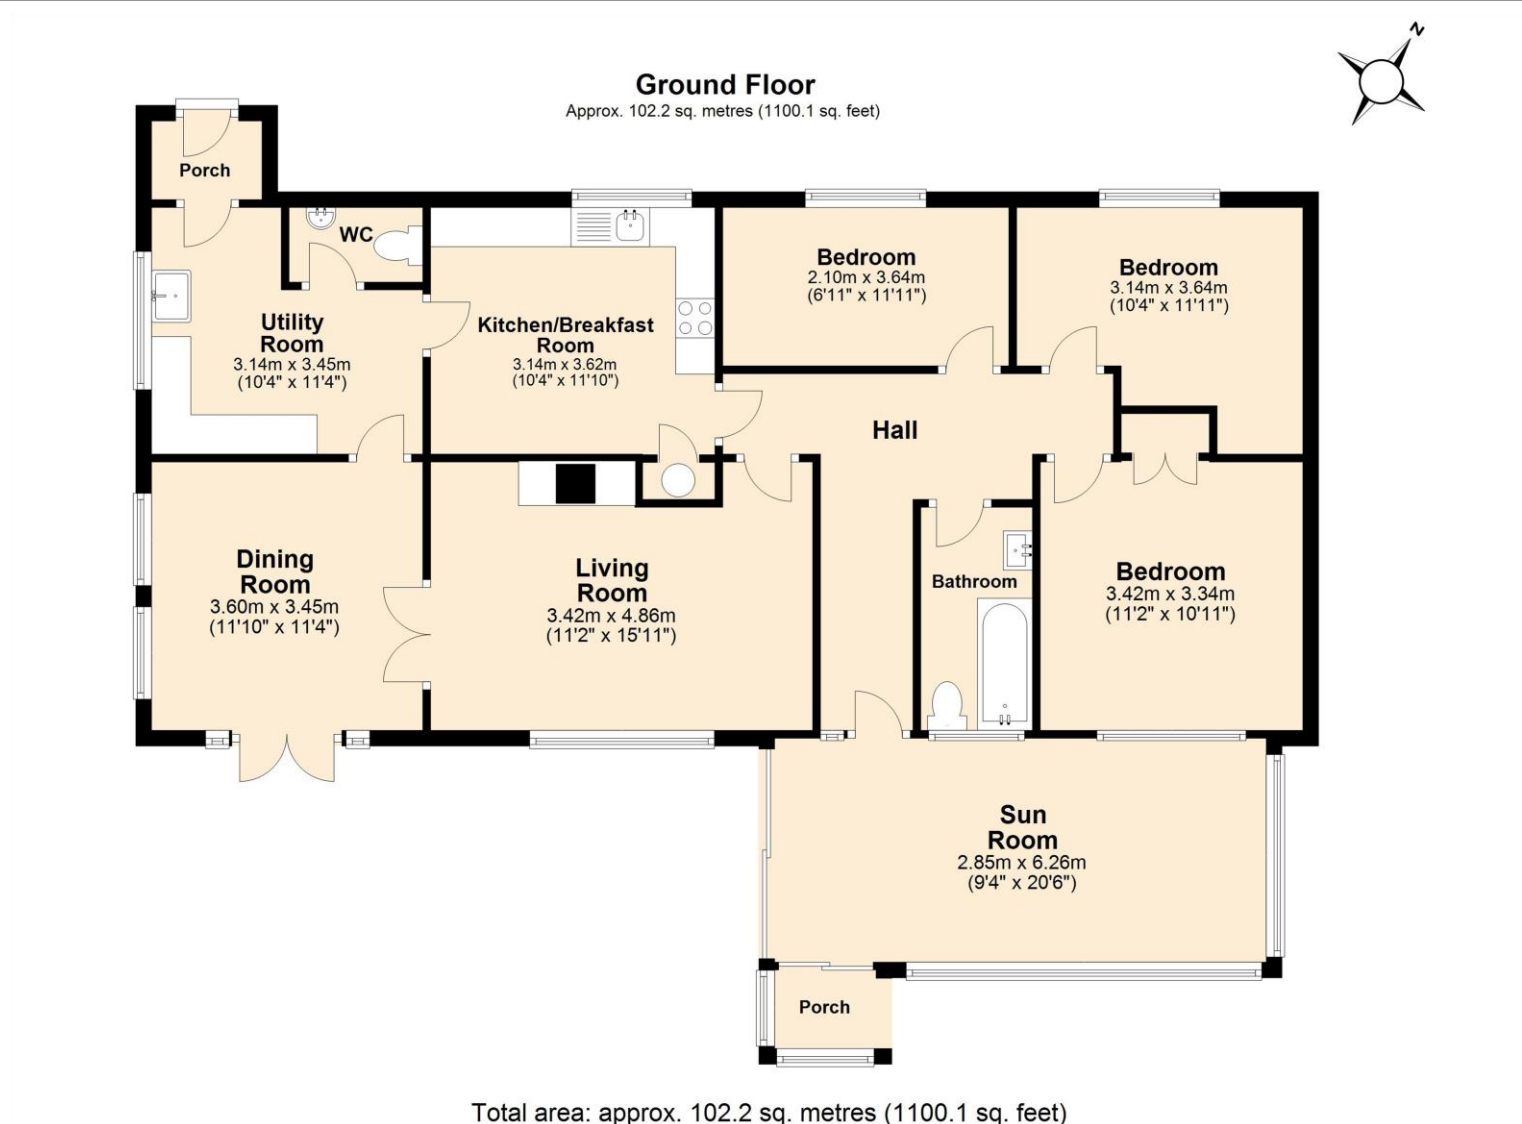 N
Ground Floor
Approx. 102.2 sq. metres (1100.1 sq. feet)
Porch
WC
Utility
Room
3.14m x 3.45m
(10'4" x 11'4")
Kitchen/Breakfast
Room
3.14m x 3.62m
(10'4" x 11'10")
Bedroom
2.10m x 3.64m
(6'11" x 11'11")
Bedroom
3.14m x 3.64m
(10'4" x 11'11")
Hall
Dining
Room
3.60m x 3.45m
(11'10" x 11'4")
Living
Room
3.42m x 4.86m
(11'2" x 15'11")
Bathroom
Bedroom
3.42m x 3.34m
(11'2" x 10'11")
Sun
Room
2.85m x 6.26m
(9'4" x 20'6")
Porch
Total area: approx. 102.2 sq. metres (1100.1 sq. feet)